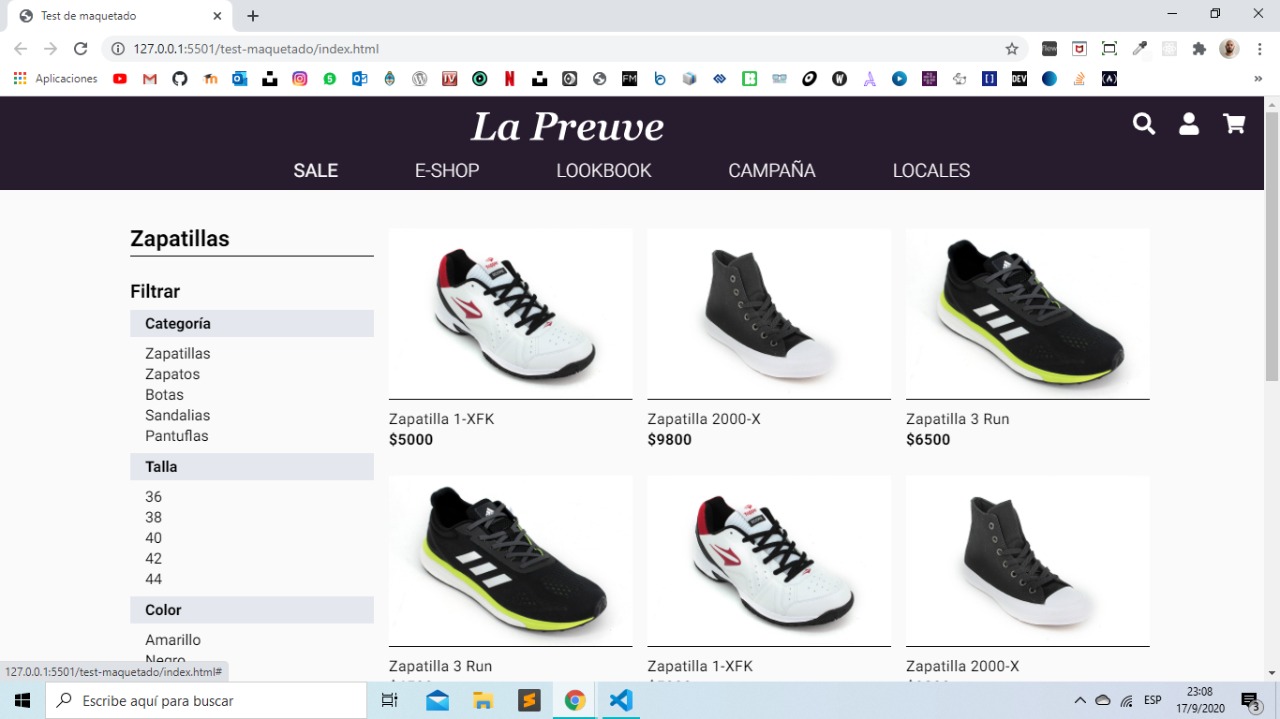 Test de maquetado
127.0.0.1:5501/test-maquetado/index.html
Aplicaciones
La Preuve
SALE E-SHOP LOOKBOOK CAMPAÑA LOCALES
Zapatillas
Filtrar
Categoría
Zapatillas
Zapatos
Botas
Sandalias
Pantuflas
Talla
36
38
40
42
44
Color
Amarillo
Negro
Zapatilla 1-XFK
$5000
Zapatilla 2000-X
$9800
Zapatilla 3 Run
$6500
Zapatilla 3 Run
Zapatilla 1-XFK
Zapatilla 2000-X
127.0.0.1:5501/test-maquetado/index.html#
Escribe aquí para buscar
ESP
23:08
17/9/2020
3